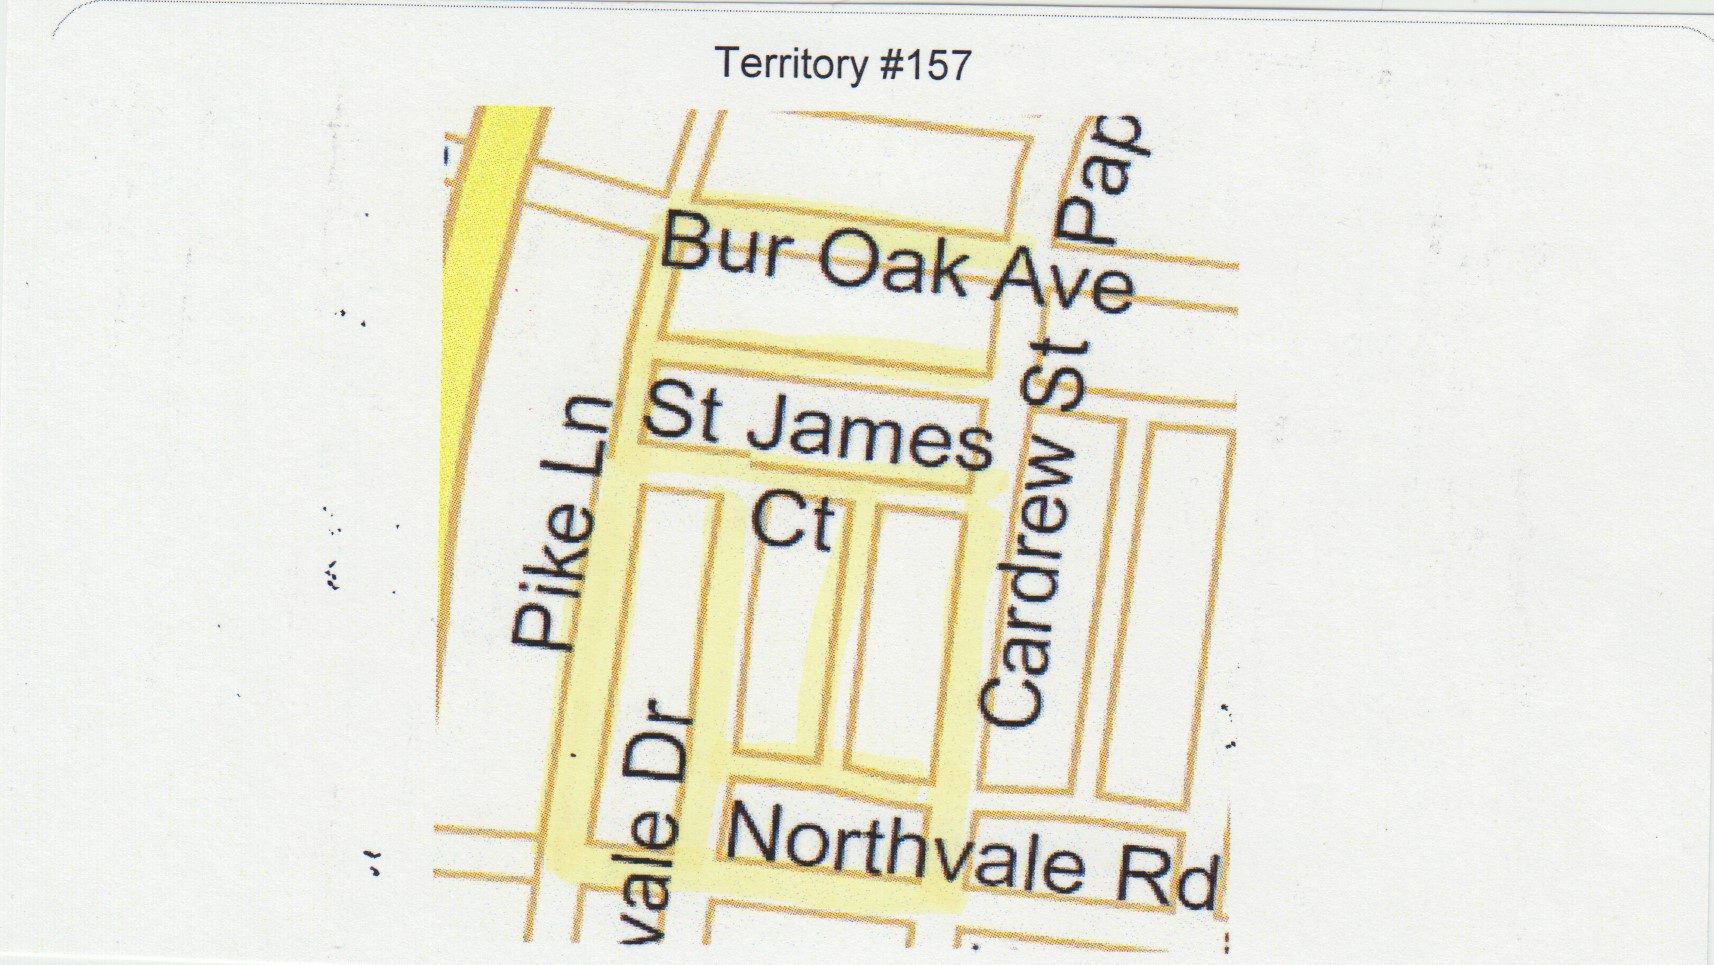 Territory #157
Pap
Bur Oak Ave
St James
Ct
Pike Ln
Cardrew St
vale Dr
Northvale Rd